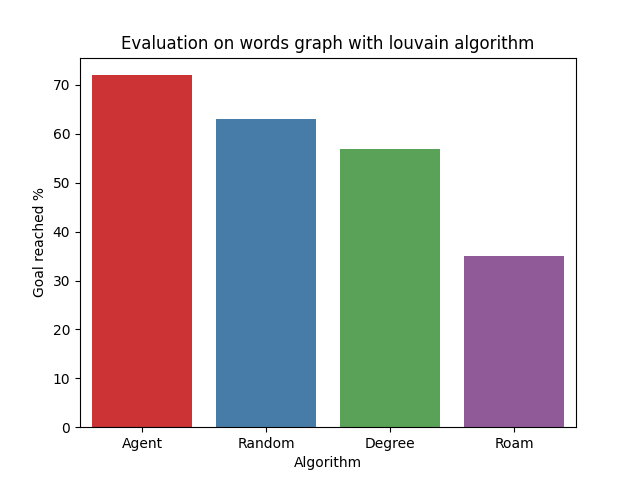 Evaluation on words graph with louvain algorithm
Goal reached %
70
60
50
40
30
20
10
0
Agent Random Degree Roam
Algorithm